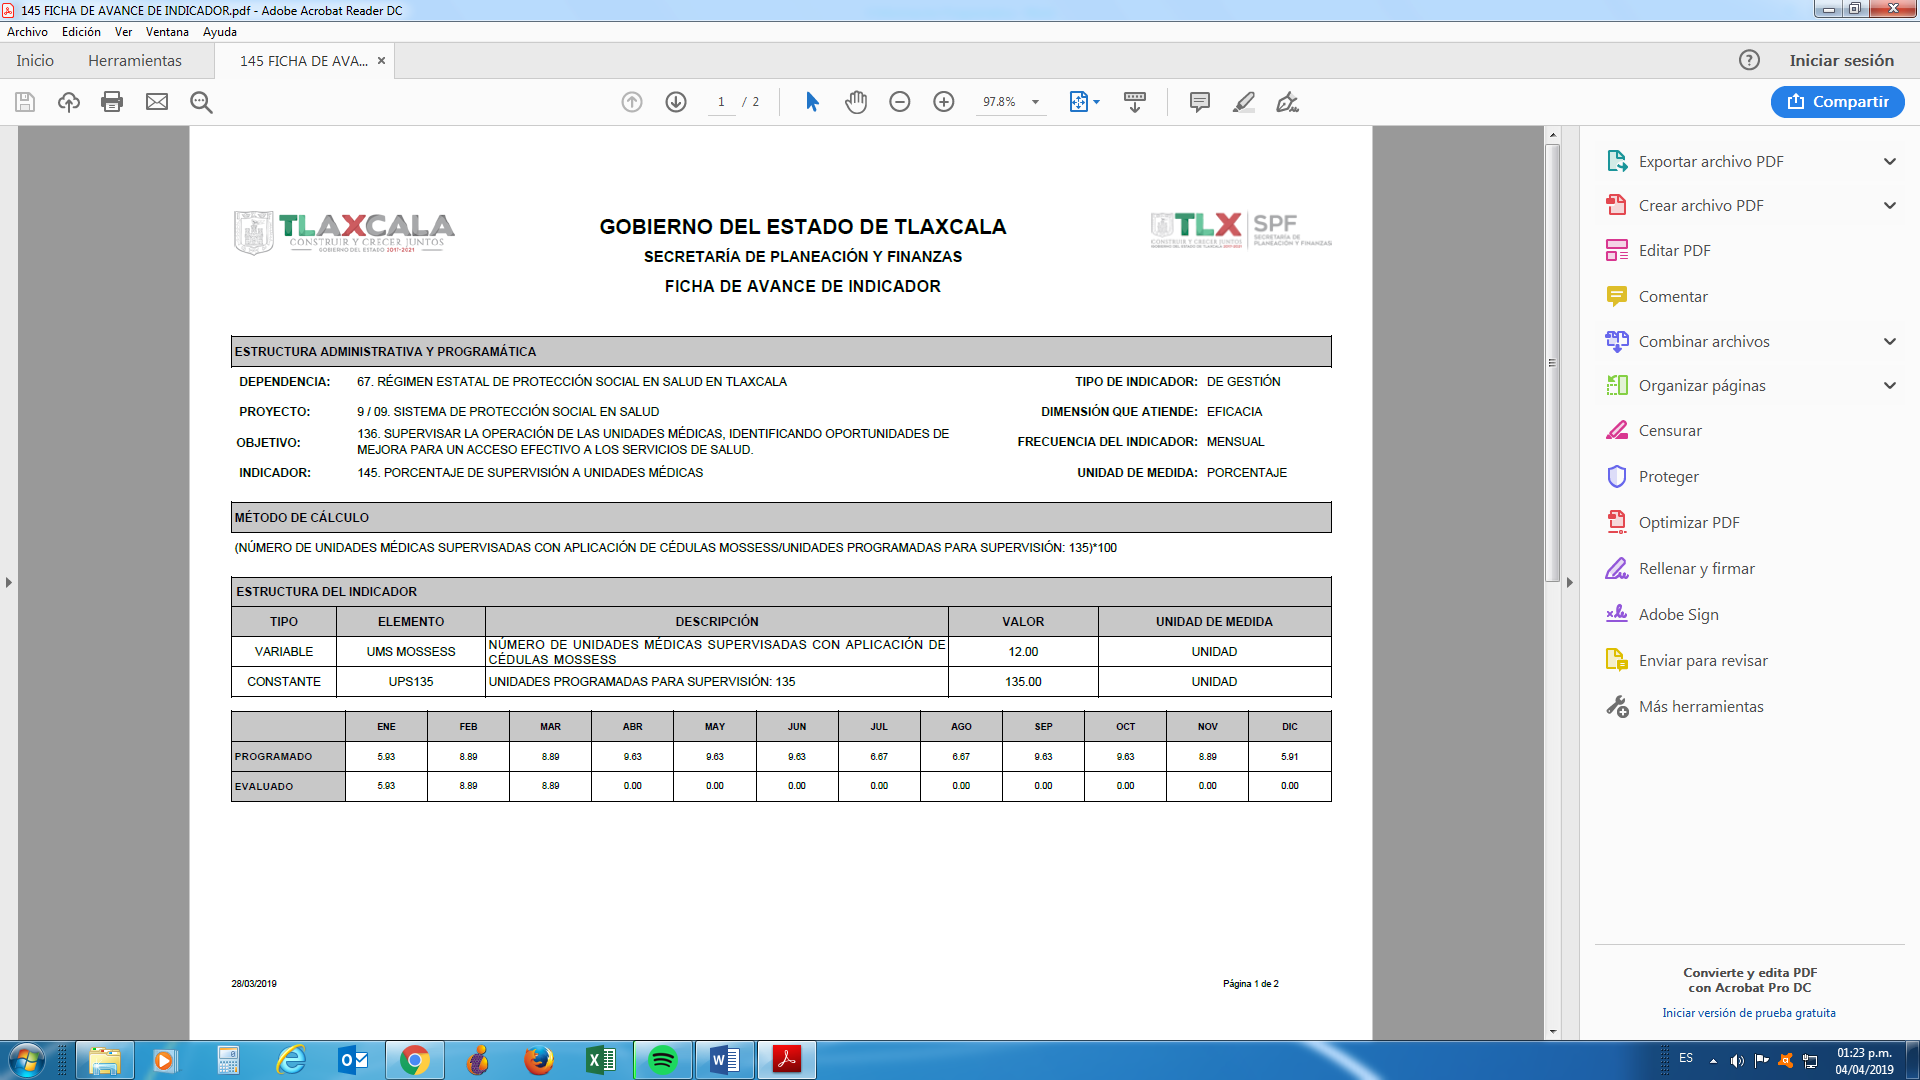 145 FICHA DE AVANCE DE INDICADOR.pdf - Adobe Acrobat Reader DC
Archivo Edición Ver Ventana Ayuda
Inicio Herramientas 145 FICHA DE AVA... × ? Iniciar sesión
1 / 2 97.8% Compartir
TLAXCALA
CONSTRUIR Y CRECER JUNTOS
GOBIERNO DEL ESTADO 2017-2021
GOBIERNO DEL ESTADO DE TLAXCALA
SECRETARÍA DE PLANEACIÓN Y FINANZAS
FICHA DE AVANCE DE INDICADOR
TLX SPF
CONSTRUIR Y CRECER JUNTOS
SECRETARÍA DE
PLANEACIÓN Y FINANZAS
ESTRUCTURA ADMINISTRATIVA Y PROGRAMÁTICA
DEPENDENCIA: 67. RÉGIMEN ESTATAL DE PROTECCIÓN SOCIAL EN SALUD EN TLAXCALA TIPO DE INDICADOR: DE GESTIÓN
PROYECTO: 9 / 09. SISTEMA DE PROTECCIÓN SOCIAL EN SALUD DIMENSIÓN QUE ATIENDE: EFICACIA
OBJETIVO: 136. SUPERVISAR LA OPERACIÓN DE LAS UNIDADES MÉDICAS, IDENTIFICANDO OPORTUNIDADES DE
MEJORA PARA UN ACCESO EFECTIVO A LOS SERVICIOS DE SALUD. FRECUENCIA DEL INDICADOR: MENSUAL
INDICADOR: 145. PORCENTAJE DE SUPERVISIÓN A UNIDADES MÉDICAS UNIDAD DE MEDIDA: PORCENTAJE
MÉTODO DE CÁLCULO
(NÚMERO DE UNIDADES MÉDICAS SUPERVISADAS CON APLICACIÓN DE CÉDULAS MOSSESS/UNIDADES PROGRAMADAS PARA SUPERVISIÓN: 135)*100
ESTRUCTURA DEL INDICADOR
TIPO ELEMENTO DESCRIPCIÓN VALOR UNIDAD DE MEDIDA
VARIABLE UMS MOSSESS NÚMERO DE UNIDADES MÉDICAS SUPERVISADAS CON APLICACIÓN DE
CÉDULAS MOSSESS 12.00 UNIDAD
CONSTANTE UPS135 UNIDADES PROGRAMADAS PARA SUPERVISIÓN: 135 135.00 UNIDAD
ENE FEB MAR ABR MAY JUN JUL AGO SEP OCT NOV DIC
PROGRAMADO 5.93 8.89 8.89 9.63 9.63 9.63 6.67 6.67 9.63 9.63 8.89 5.91
EVALUADO 5.93 8.89 8.89 0.00 0.00 0.00 0.00 0.00 0.00 0.00 0.00 0.00
28/03/2019 Página 1 de 2
Exportar archivo PDF
Crear archivo PDF
Editar PDF
Comentar
Combinar archivos
Organizar páginas
Censurar
Proteger
Optimizar PDF
Rellenar y firmar
Adobe Sign
Enviar para revisar
Más herramientas
Convierte y edita PDF
con Acrobat Pro DC
Iniciar versión de prueba gratuita
ES 01:23 p.m.
04/04/2019